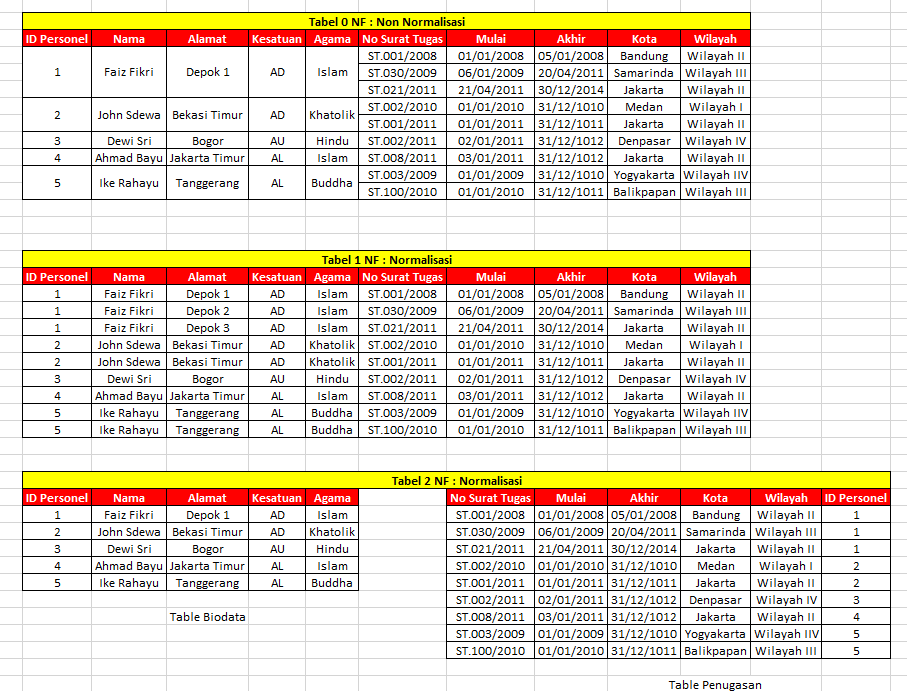 Tabel 0 NF : Non Normalisasi
ID Personel Nama Alamat Kesatuan Agama No Surat Tugas Mulai Akhir Kota Wilayah
1 Faiz Fikri Depok 1 AD Islam ST.001/2008 01/01/2008 05/01/2008 Bandung Wilayah II
ST.030/2009 06/01/2009 20/04/2011 Samarinda Wilayah III
ST.021/2011 21/04/2011 30/12/2014 Jakarta Wilayah II
2 John Sdewa Bekasi Timur AD Khatolik ST.002/2010 01/01/2010 31/12/1010 Medan Wilayah I
ST.001/2011 01/01/2011 31/12/1011 Jakarta Wilayah II
3 Dewi Sri Bogor AU Hindu ST.002/2011 02/01/2011 31/12/1012 Denpasar Wilayah IV
4 Ahmad Bayu Jakarta Timur AL Islam ST.008/2011 03/01/2011 31/12/1012 Jakarta Wilayah II
5 Ike Rahayu Tanggerang AL Buddha ST.003/2009 01/01/2009 31/12/1010 Yogyakarta Wilayah IIV
ST.100/2010 01/01/2010 31/12/1011 Balikpapan Wilayah III
Tabel 1 NF : Normalisasi
ID Personel Nama Alamat Kesatuan Agama No Surat Tugas Mulai Akhir Kota Wilayah
1 Faiz Fikri Depok 1 AD Islam ST.001/2008 01/01/2008 05/01/2008 Bandung Wilayah II
1 Faiz Fikri Depok 2 AD Islam ST.030/2009 06/01/2009 20/04/2011 Samarinda Wilayah III
1 Faiz Fikri Depok 3 AD Islam ST.021/2011 21/04/2011 30/12/2014 Jakarta Wilayah II
2 John Sdewa Bekasi Timur AD Khatolik ST.002/2010 01/01/2010 31/12/1010 Medan Wilayah I
2 John Sdewa Bekasi Timur AD Khatolik ST.001/2011 01/01/2011 31/12/1011 Jakarta Wilayah II
3 Dewi Sri Bogor AU Hindu ST.002/2011 02/01/2011 31/12/1012 Denpasar Wilayah IV
4 Ahmad Bayu Jakarta Timur AL Islam ST.008/2011 03/01/2011 31/12/1012 Jakarta Wilayah II
5 Ike Rahayu Tanggerang AL Buddha ST.003/2009 01/01/2009 31/12/1010 Yogyakarta Wilayah IIV
5 Ike Rahayu Tanggerang AL Buddha ST.100/2010 01/01/2010 31/12/1011 Balikpapan Wilayah III
Tabel 2 NF : Normalisasi
ID Personel Nama Alamat Kesatuan Agama
1 Faiz Fikri Depok 1 AD Islam
2 John Sdewa Bekasi Timur AD Khatolik
3 Dewi Sri Bogor AU Hindu
4 Ahmad Bayu Jakarta Timur AL Islam
5 Ike Rahayu Tanggerang AL Buddha
Table Biodata
No Surat Tugas Mulai Akhir Kota Wilayah ID Personel
ST.001/2008 01/01/2008 05/01/2008 Bandung Wilayah II 1
ST.030/2009 06/01/2009 20/04/2011 Samarinda Wilayah III 1
ST.021/2011 21/04/2011 30/12/2014 Jakarta Wilayah II 1
ST.002/2010 01/01/2010 31/12/1010 Medan Wilayah I 2
ST.001/2011 01/01/2011 31/12/1011 Jakarta Wilayah II 2
ST.002/2011 02/01/2011 31/12/1012 Denpasar Wilayah IV 3
ST.008/2011 03/01/2011 31/12/1012 Jakarta Wilayah II 4
ST.003/2009 01/01/2009 31/12/1010 Yogyakarta Wilayah IIV 5
ST.100/2010 01/01/2010 31/12/1011 Balikpapan Wilayah III 5
Table Penugasan